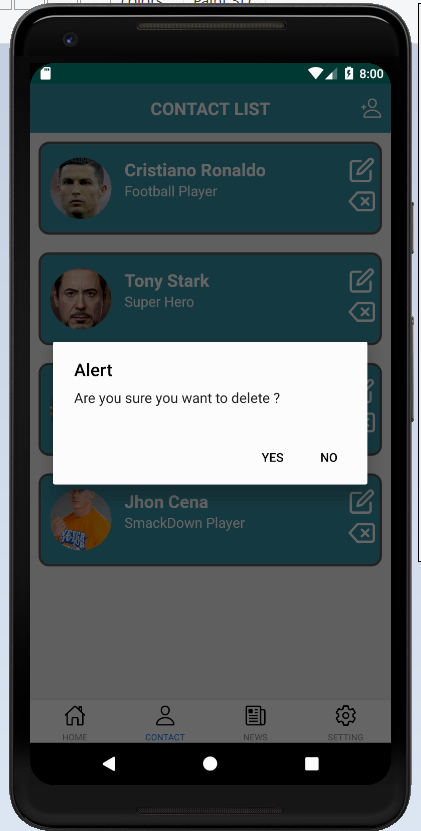 8:00
CONTACT LIST
Cristiano Ronaldo
Football Player
Tony Stark
Super Hero
Alert
Are you sure you want to delete ?
YES NO
Jhon Cena
SmackDown Player
HOME CONTACT NEWS SETTING